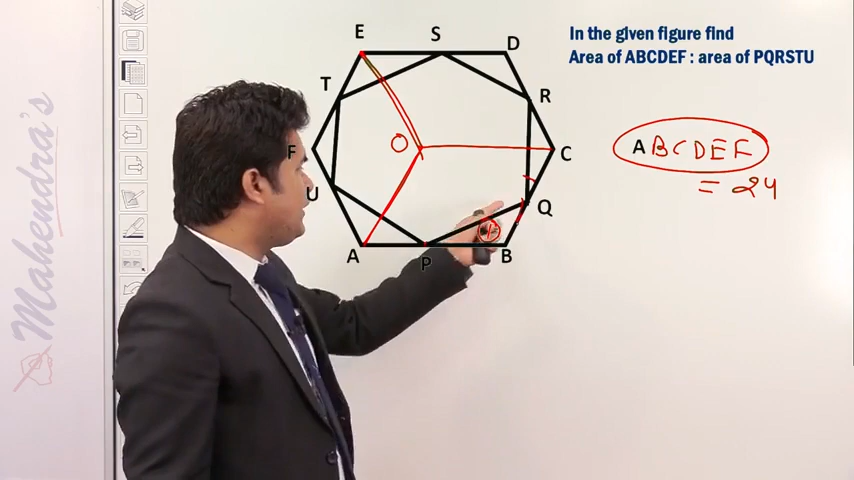 In the given figure find
Area of ABCDEF : area of PQRSTU
E
S
D
T
R
F
O
C
U
Q
A
P
B
ABCDEF
= 24
Mahendra's